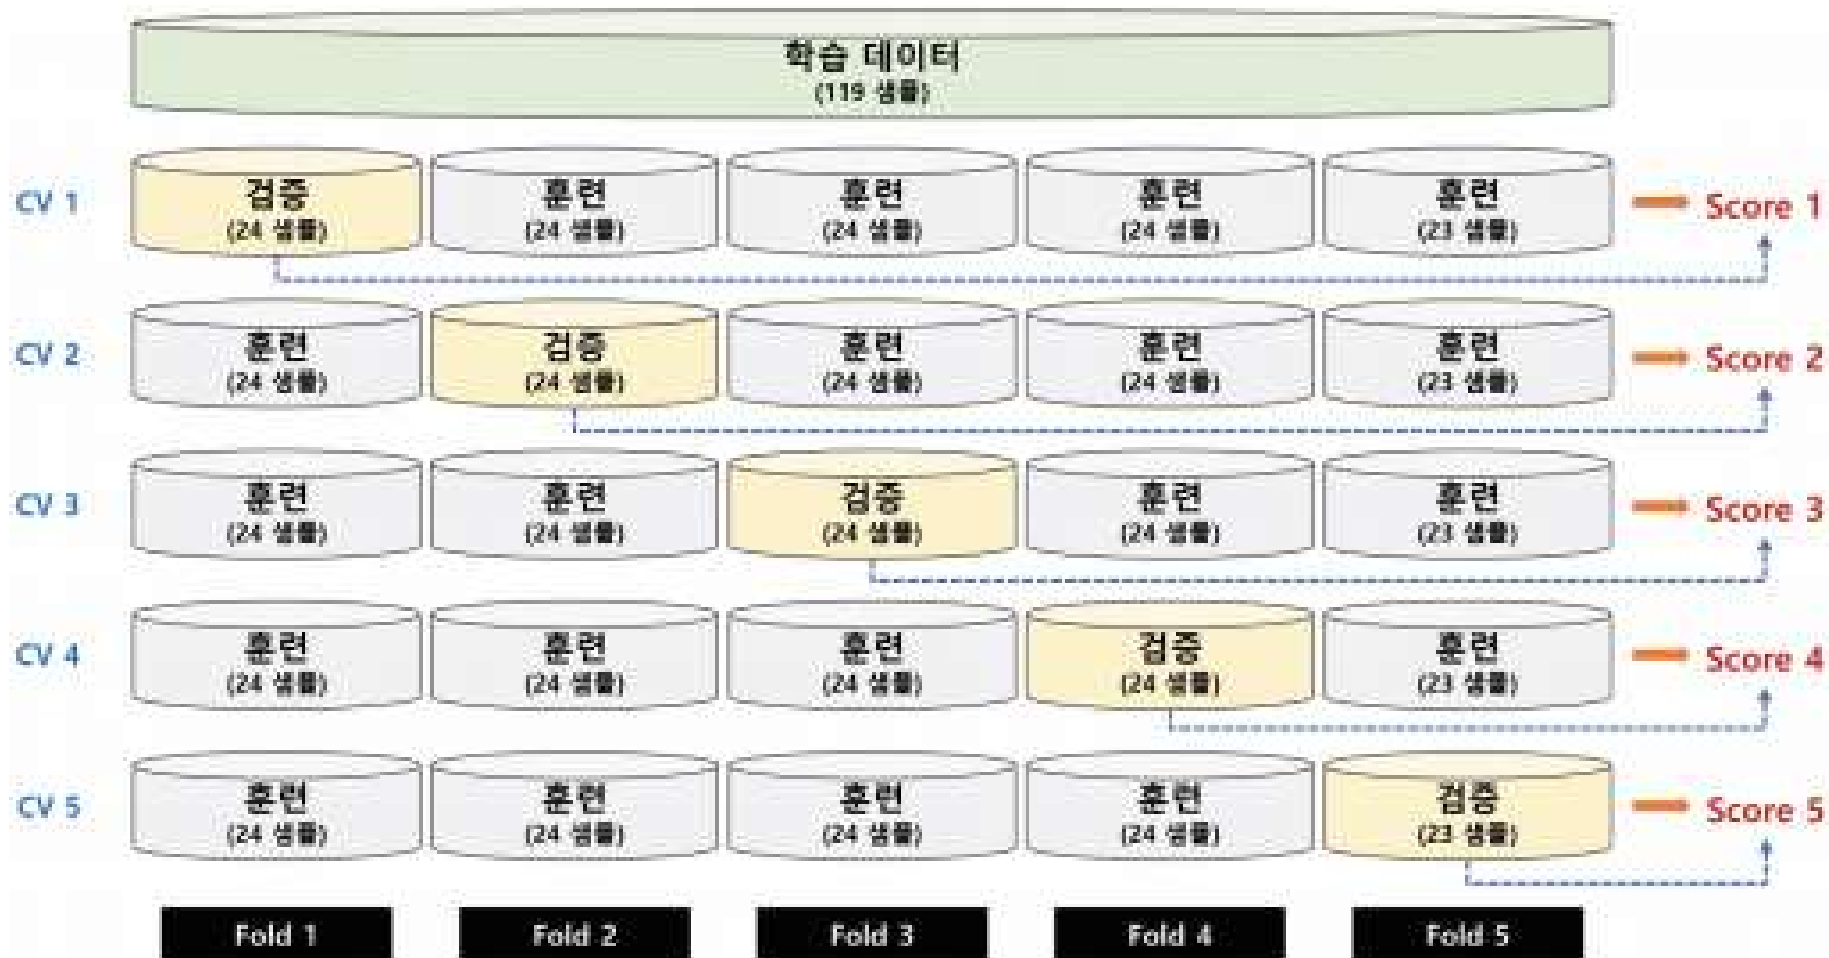 학습 데이터
(119 샘플)
CV 1
검증
(24 샘플)
훈련
(24 샘플)
훈련
(24 샘플)
훈련
(24 샘플)
훈련
(23 샘플)
Score 1
CV 2
훈련
(24 샘플)
검증
(24 샘플)
훈련
(24 샘플)
훈련
(24 샘플)
훈련
(23 샘플)
Score 2
CV 3
훈련
(24 샘플)
훈련
(24 샘플)
검증
(24 샘플)
훈련
(24 샘플)
훈련
(23 샘플)
Score 3
CV 4
훈련
(24 샘플)
훈련
(24 샘플)
훈련
(24 샘플)
검증
(24 샘플)
훈련
(23 샘플)
Score 4
CV 5
훈련
(24 샘플)
훈련
(24 샘플)
훈련
(24 샘플)
훈련
(24 샘플)
검증
(23 샘플)
Score 5
Fold 1
Fold 2
Fold 3
Fold 4
Fold 5